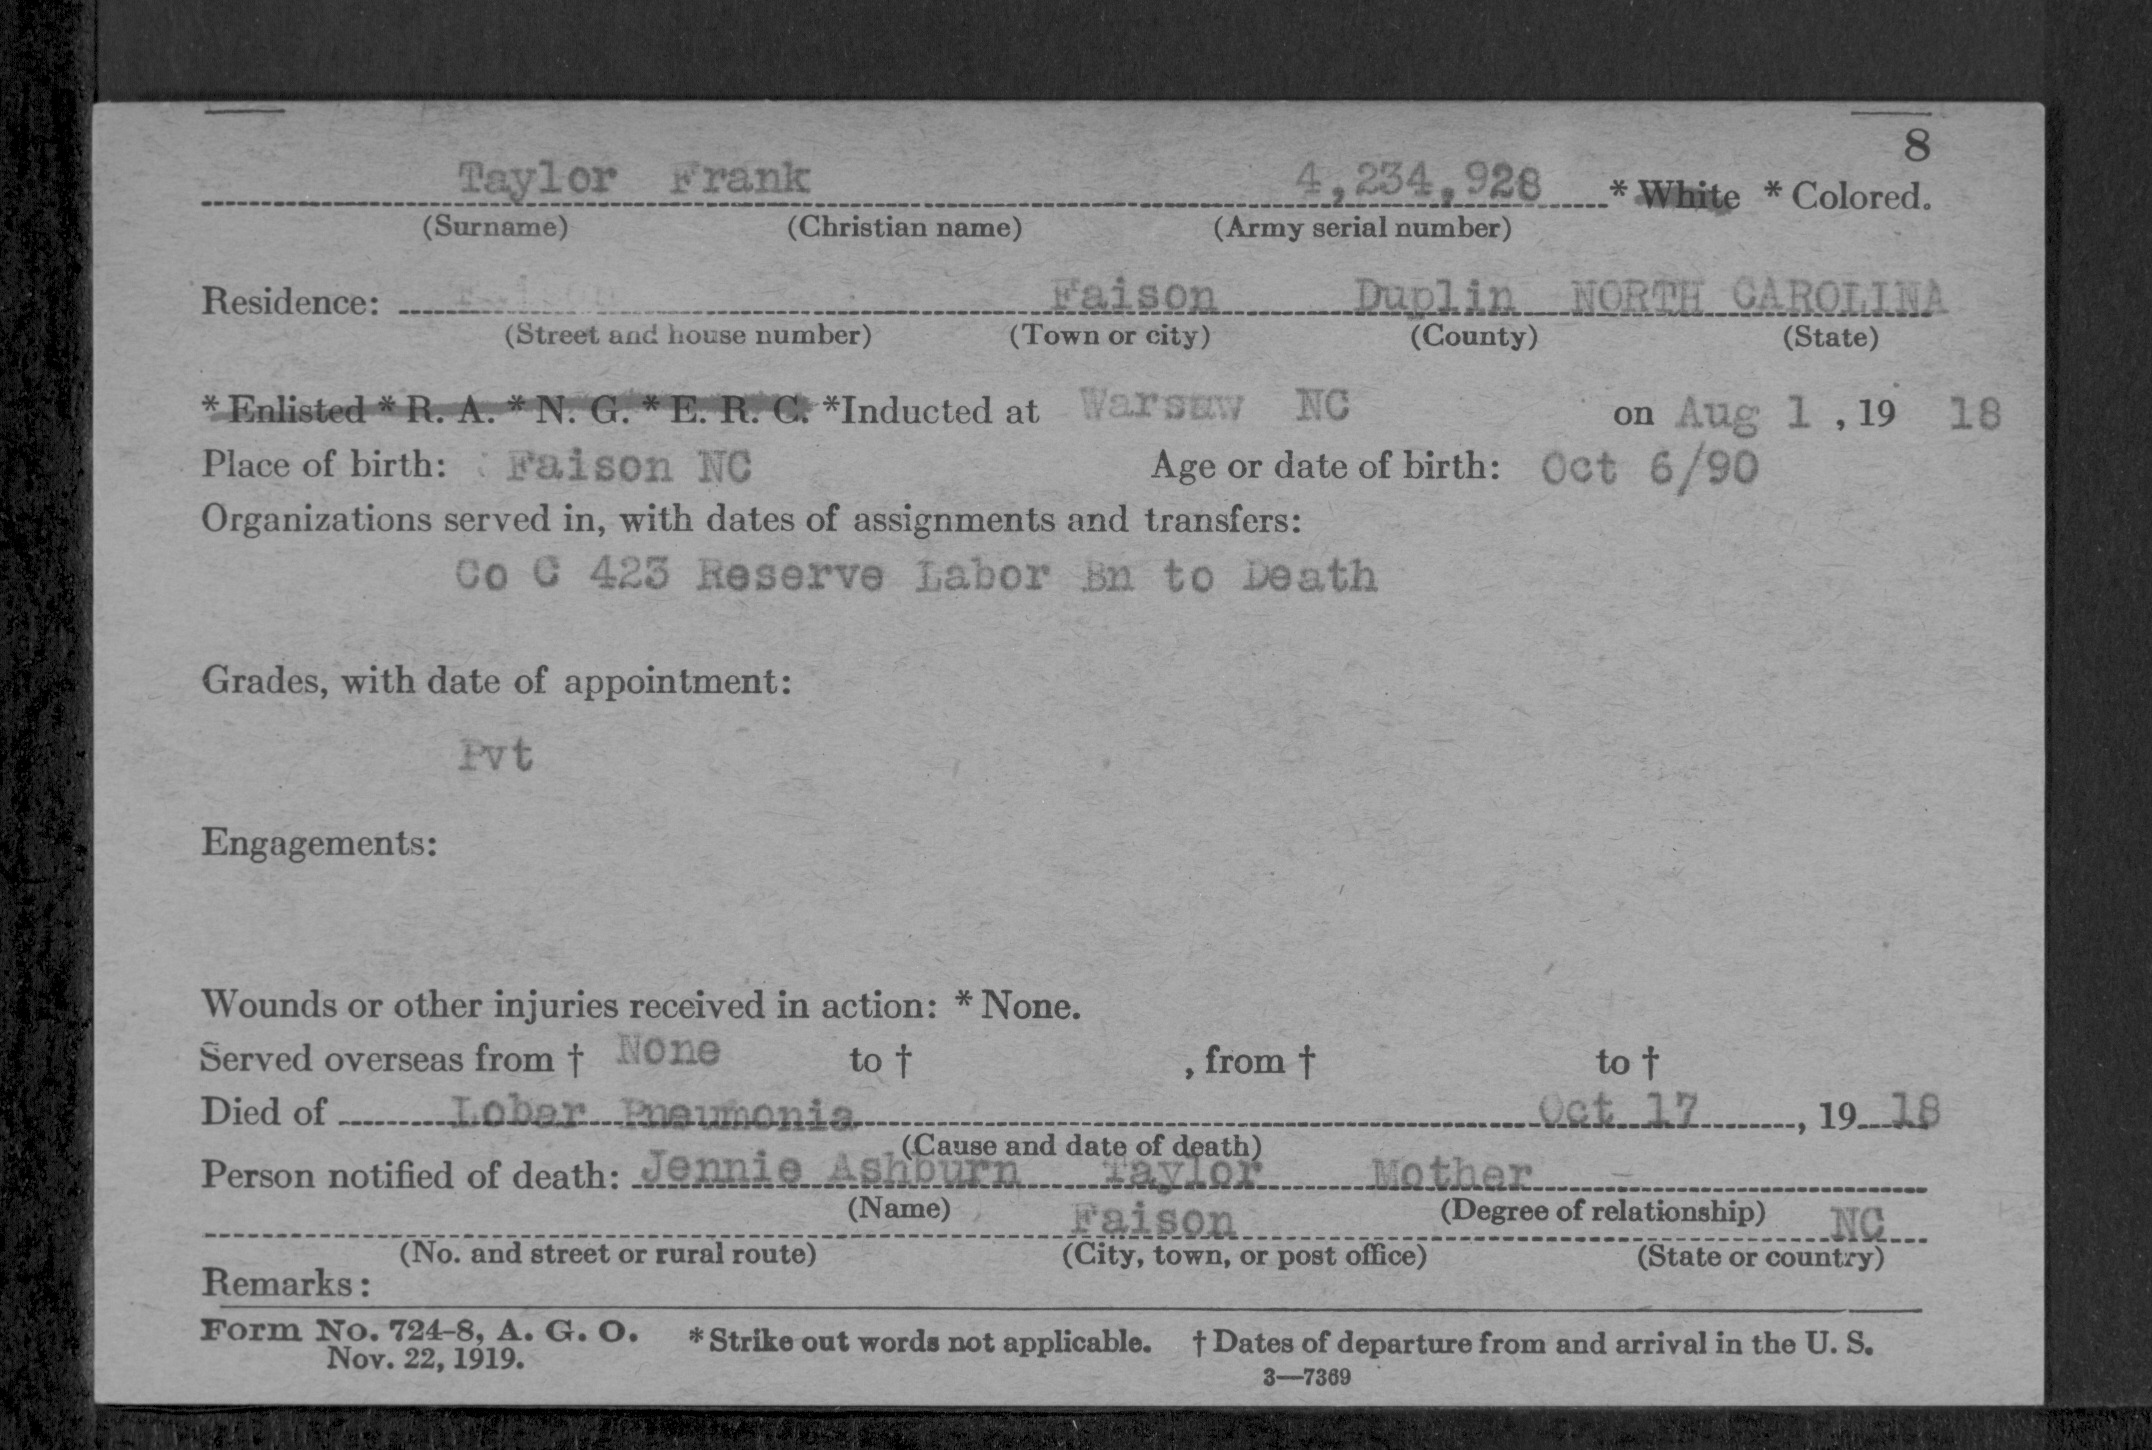 8
Taylor Frank 4,234,928 * White * Colored.
(Surname) (Christian name) (Army serial number)
Residence: Faison Duplin NORTH CAROLINA
(Street and house number) (Town or city) (County) (State)
* Enlisted * R. A. * N. G. * E. R. C. *Inducted at Warsaw NC on Aug 1 , 19 18
Place of birth: Faison NC Age or date of birth: Oct 6/90
Organizations served in, with dates of assignments and transfers:
Co C 423 Reserve Labor Bn to Death
Grades, with date of appointment:
Pvt
Engagements:
Wounds or other injuries received in action: * None.
Served overseas from † None to † , from † to †
Died of Lobar Pneumonia Oct 17 , 19 18
(Cause and date of death)
Person notified of death: Jennie Ashburn Taylor Mother
(Name) (Degree of relationship)
Faison NC
(No. and street or rural route) (City, town, or post office) (State or country)
Remarks:
Form No. 724-8, A. G. O. * Strike out words not applicable. † Dates of departure from and arrival in the U. S.
Nov. 22, 1919.
3—7369